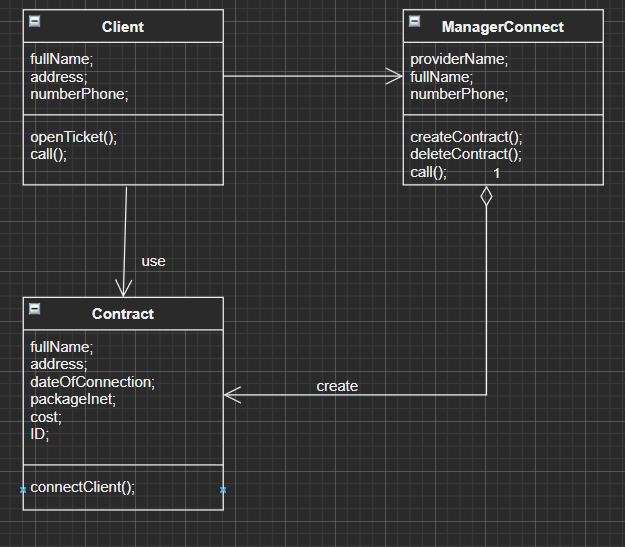 Client
fullName;
address;
numberPhone;
openTicket();
call();
ManagerConnect
providerName;
fullName;
numberPhone;
createContract();
deleteContract();
call();
1
use
Contract
fullName;
address;
dateOfConnection;
packageInet;
cost;
ID;
connectClient();
create